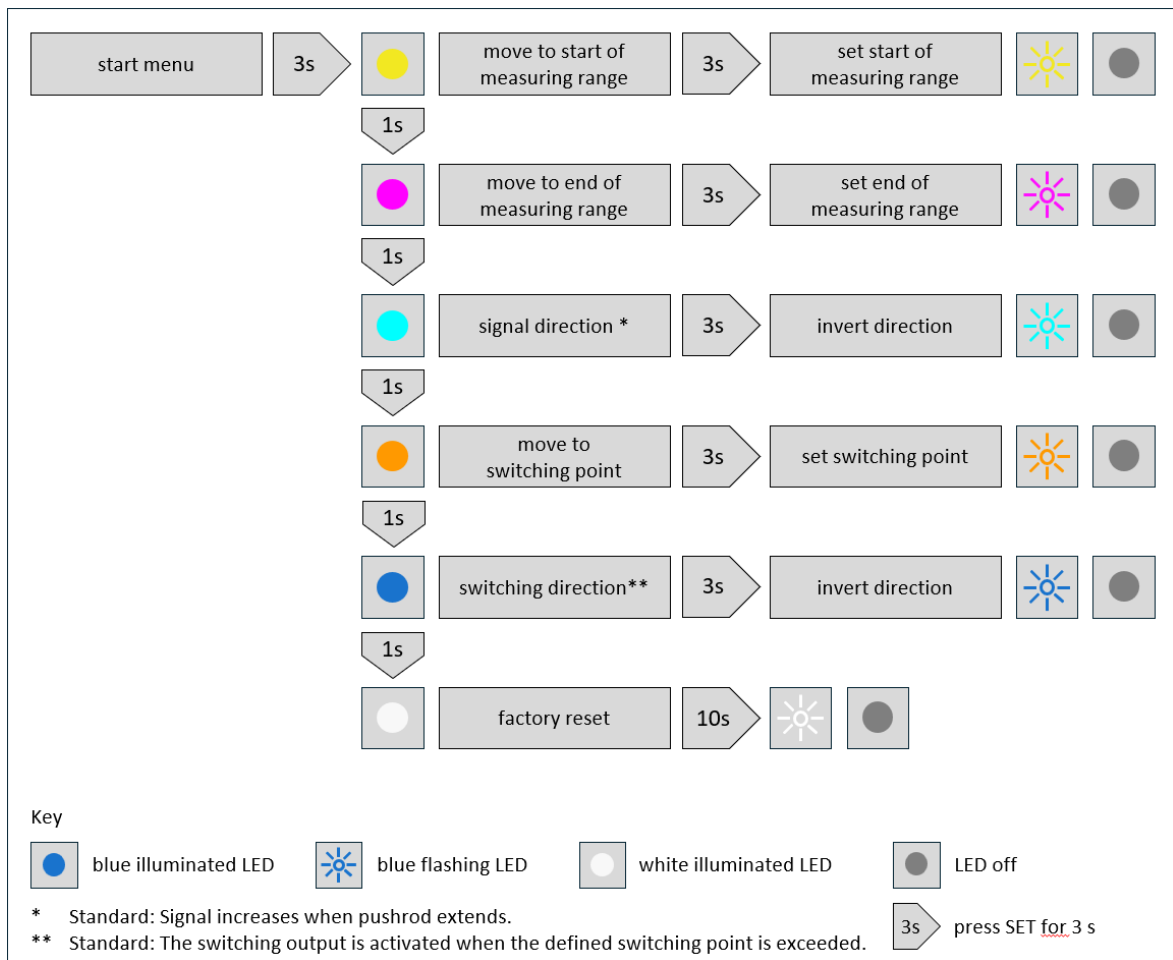 start menu
3s
move to start of
measuring range
3s
set start of
measuring range
1s
move to end of
measuring range
3s
set end of
measuring range
1s
signal direction *
3s
invert direction
1s
move to
switching point
3s
set switching point
1s
switching direction**
3s
invert direction
1s
factory reset
10s
Key
blue illuminated LED
blue flashing LED
white illuminated LED
LED off
* Standard: Signal increases when pushrod extends.
** Standard: The switching output is activated when the defined switching point is exceeded.
3s
press SET for 3 s